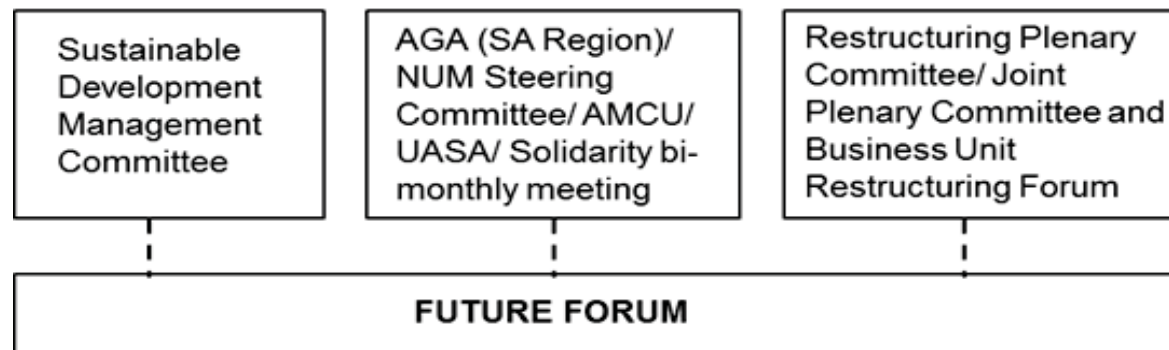 Sustainable
Development
Management
Committee
AGA (SA Region)/
NUM Steering
Committee/ AMCU/
UASA/ Solidarity bi-
monthly meeting
Restructuring Plenary
Committee/ Joint
Plenary Committee and
Business Unit
Restructuring Forum
FUTURE FORUM